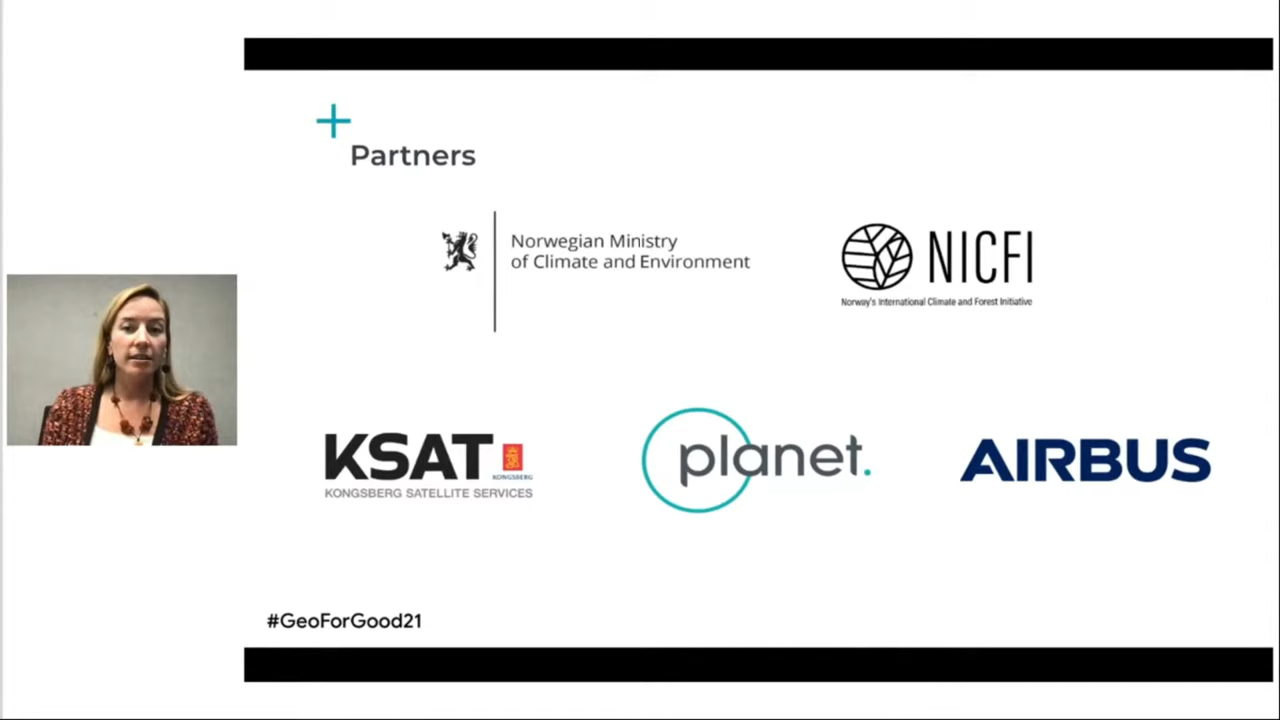 Partners
Norwegian Ministry
of Climate and Environment
NICFI
Norway's International Climate and Forest Initiative
KSAT
KONGSBERG
KONGSBERG SATELLITE SERVICES
planet.
AIRBUS
#GeoForGood21